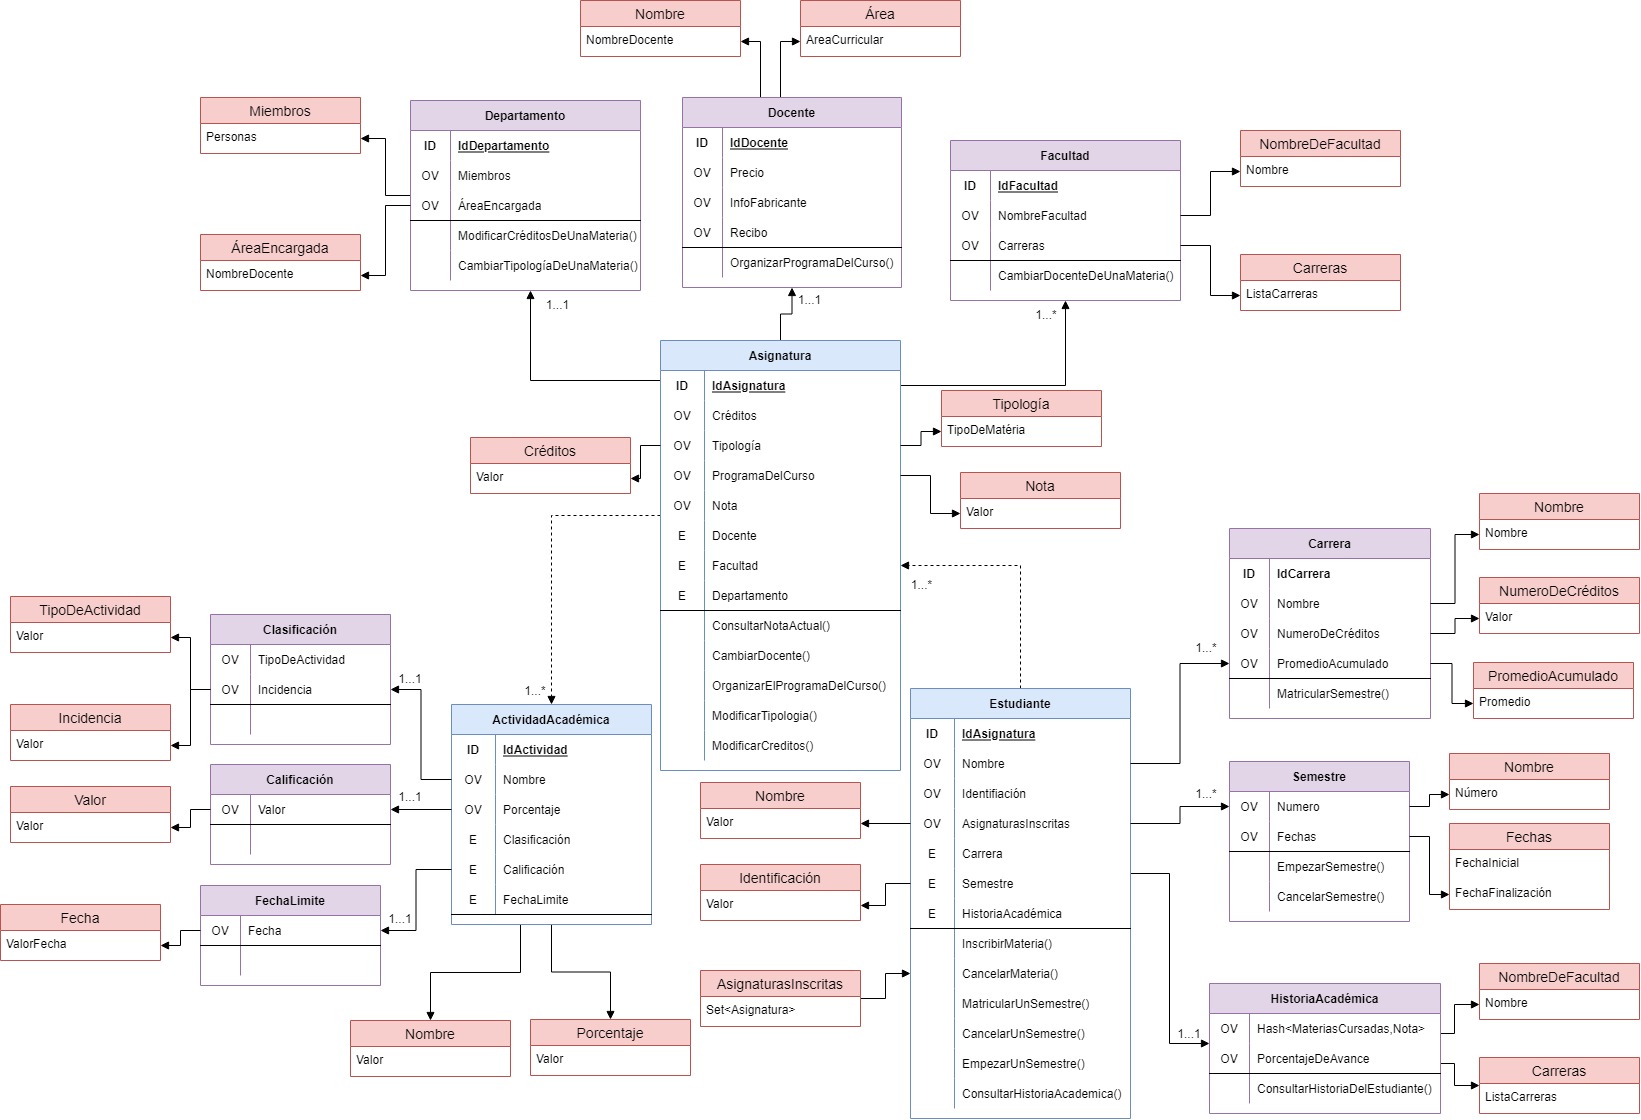 Nombre
NombreDocente
Área
AreaCurricular
Miembros
Personas
ÁreaEncargada
NombreDocente
Departamento
ID IdDepartamento
OV Miembros
OV ÁreaEncargada
ModificarCréditosDeUnaMateria()
CambiarTipologíaDeUnaMateria()
1...1
Docente
ID IdDocente
OV Precio
OV InfoFabricante
OV Recibo
OrganizarProgramaDelCurso()
1...1
Facultad
ID IdFacultad
OV NombreFacultad
OV Carreras
CambiarDocenteDeUnaMateria()
1...*
NombreDeFacultad
Nombre
Carreras
ListaCarreras
Asignatura
ID IdAsignatura
OV Créditos
OV Tipología
OV ProgramaDelCurso
OV Nota
E Docente
E Facultad
E Departamento
ConsultarNotaActual()
CambiarDocente()
OrganizarElProgramaDelCurso()
ModificarTipologia()
ModificarCreditos()
Créditos
Valor
Tipología
TipoDeMatéria
Nota
Valor
1...*
1...*
TipoDeActividad
Valor
Incidencia
Valor
Clasificación
OV TipoDeActividad
OV Incidencia
1...1
Valor
Valor
Calificación
OV Valor
1...1
Fecha
ValorFecha
FechaLimite
OV Fecha
1...1
ActividadAcadémica
ID IdActividad
OV Nombre
OV Porcentaje
E Clasificación
E Calificación
E FechaLimite
Nombre
Valor
Porcentaje
Valor
Nombre
Valor
Identificación
Valor
AsignaturasInscritas
Set<Asignatura>
Estudiante
ID IdAsignatura
OV Nombre
OV Identifiación
OV AsignaturasInscritas
E Carrera
E Semestre
E HistoriaAcadémica
InscribirMateria()
CancelarMateria()
MatricularUnSemestre()
CancelarUnSemestre()
EmpezarUnSemestre()
ConsultarHistoriaAcademica()
1...*
Carrera
ID IdCarrera
OV Nombre
OV NumeroDeCréditos
OV PromedioAcumulado
MatricularSemestre()
Nombre
Nombre
NumeroDeCréditos
Valor
PromedioAcumulado
Promedio
1...*
Semestre
OV Numero
OV Fechas
EmpezarSemestre()
CancelarSemestre()
Nombre
Número
Fechas
FechaInicial
FechaFinalización
1...1
HistoriaAcadémica
OV Hash<MateriasCursadas,Nota>
OV PorcentajeDeAvance
ConsultarHistoriaDelEstudiante()
NombreDeFacultad
Nombre
Carreras
ListaCarreras